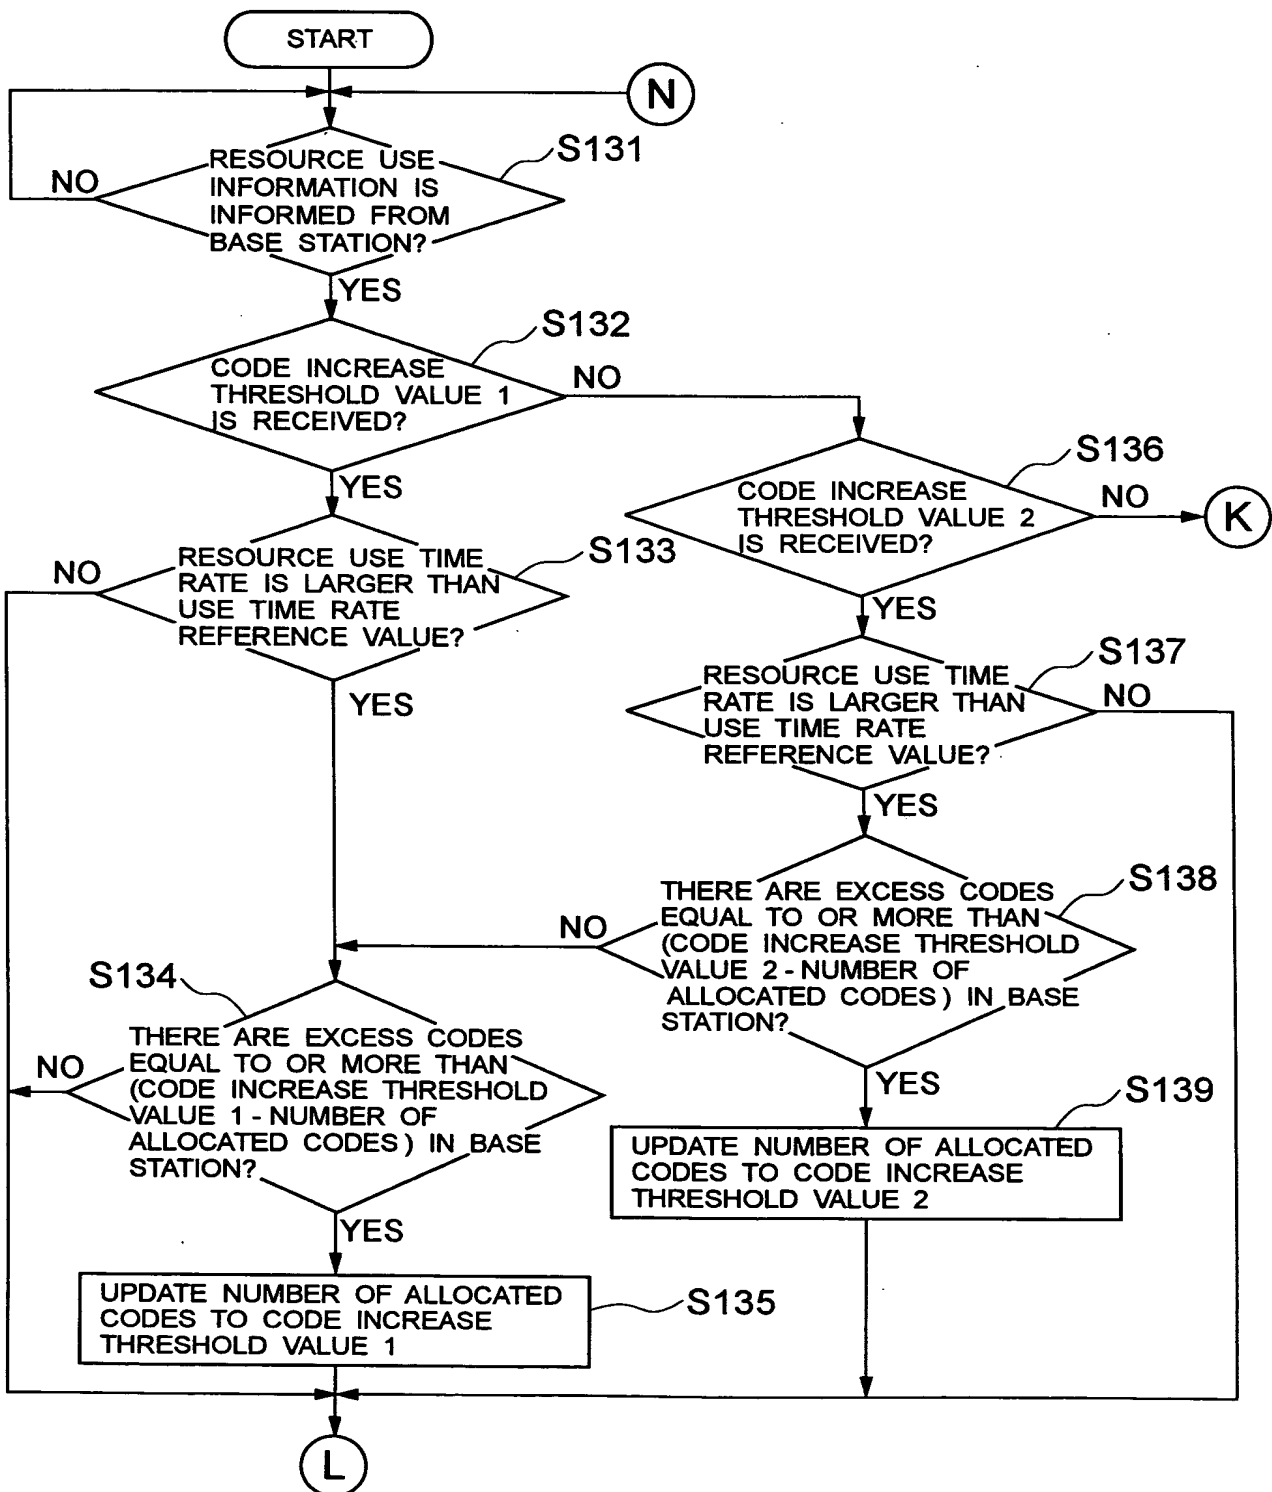 START
N
S131
RESOURCE USE
INFORMATION IS
INFORMED FROM
BASE STATION?
NO
YES
S132
CODE INCREASE
THRESHOLD VALUE 1
IS RECEIVED?
NO
YES
S136
CODE INCREASE
THRESHOLD VALUE 2
IS RECEIVED?
NO
K
YES
S133
RESOURCE USE TIME
RATE IS LARGER THAN
USE TIME RATE
REFERENCE VALUE?
NO
YES
S137
RESOURCE USE TIME
RATE IS LARGER THAN
USE TIME RATE
REFERENCE VALUE?
NO
YES
S138
THERE ARE EXCESS CODES
EQUAL TO OR MORE THAN
(CODE INCREASE THRESHOLD
VALUE 2 - NUMBER OF
ALLOCATED CODES) IN BASE
STATION?
NO
YES
S134
THERE ARE EXCESS CODES
EQUAL TO OR MORE THAN
(CODE INCREASE THRESHOLD
VALUE 1 - NUMBER OF
ALLOCATED CODES) IN BASE
STATION?
NO
YES
S139
UPDATE NUMBER OF ALLOCATED
CODES TO CODE INCREASE
THRESHOLD VALUE 2
S135
UPDATE NUMBER OF ALLOCATED
CODES TO CODE INCREASE
THRESHOLD VALUE 1
L